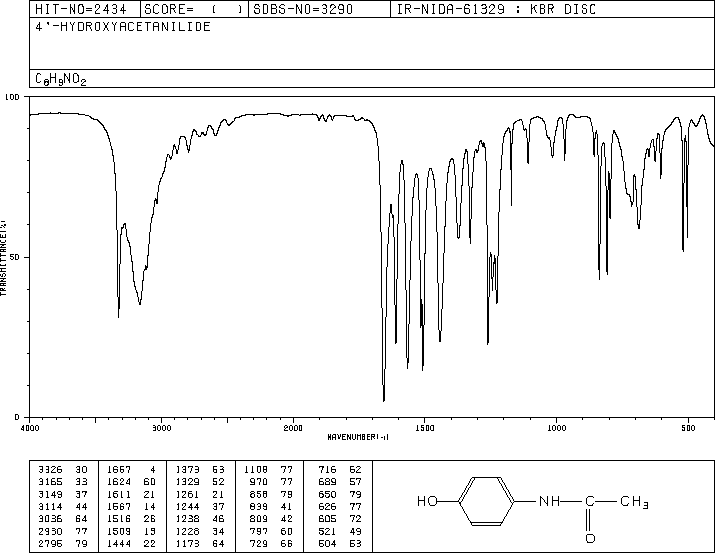 HIT-NO=2434 SCORE= ( ) SDBS-NO=3290 IR-NIDA-61329 : KBR DISC
4'-HYDROXYACETANILIDE
C8H9NO2
100
50
0
TRANSMITTANCE(%)
4000 3000 2000 1500 1000 500
WAVENUMBER(-1)
3326 30 1657 4 1373 53 1108 77 716 62
3165 33 1624 60 1329 52 970 77 689 57
3149 37 1611 21 1261 21 858 79 650 79
3114 44 1567 14 1244 37 839 41 626 77
3036 64 1516 26 1238 46 809 42 605 72
2930 77 1509 13 1228 34 797 60 521 49
2795 79 1444 22 1173 64 729 66 504 53
HO NH C CH3
O